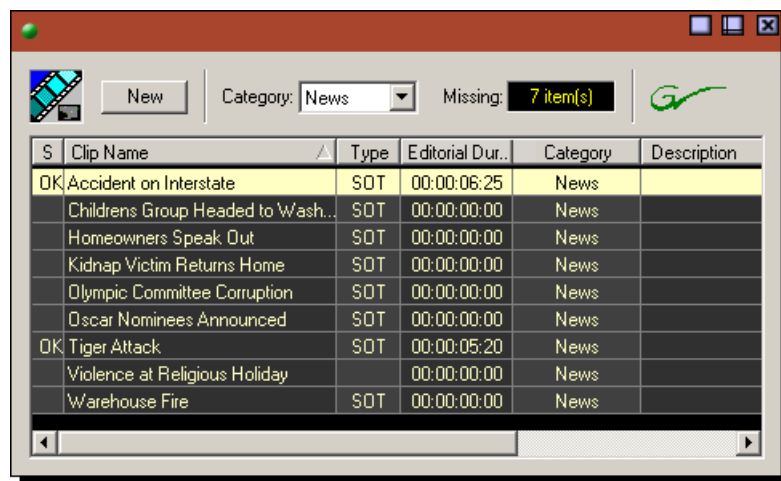 New Category: News Missing: 7 item(s)
S Clip Name Type Editorial Dur.. Category Description
OK Accident on Interstate SOT 00:00:06:25 News
Childrens Group Headed to Wash... SOT 00:00:00:00 News
Homeowners Speak Out SOT 00:00:00:00 News
Kidnap Victim Returns Home SOT 00:00:00:00 News
Olympic Committee Corruption SOT 00:00:00:00 News
Oscar Nominees Announced SOT 00:00:00:00 News
OK Tiger Attack SOT 00:00:05:20 News
Violence at Religious Holiday 00:00:00:00 News
Warehouse Fire SOT 00:00:00:00 News